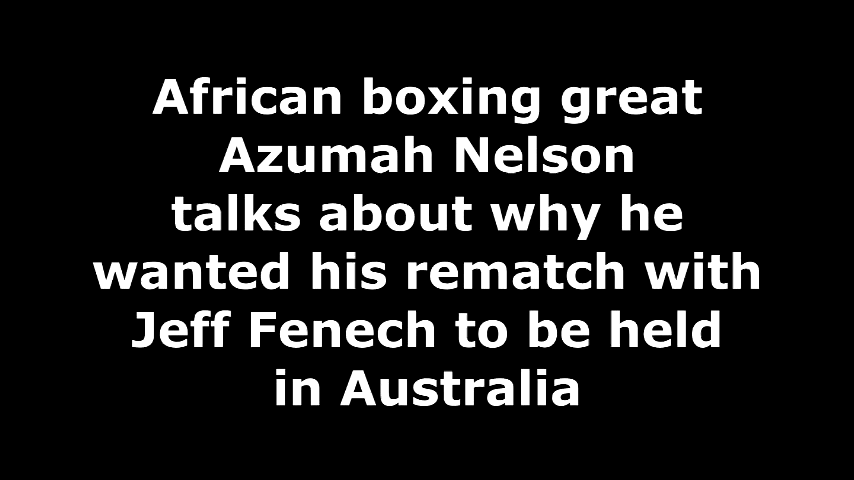 African boxing great
Azumah Nelson
talks about why he
wanted his rematch with
Jeff Fenech to be held
in Australia